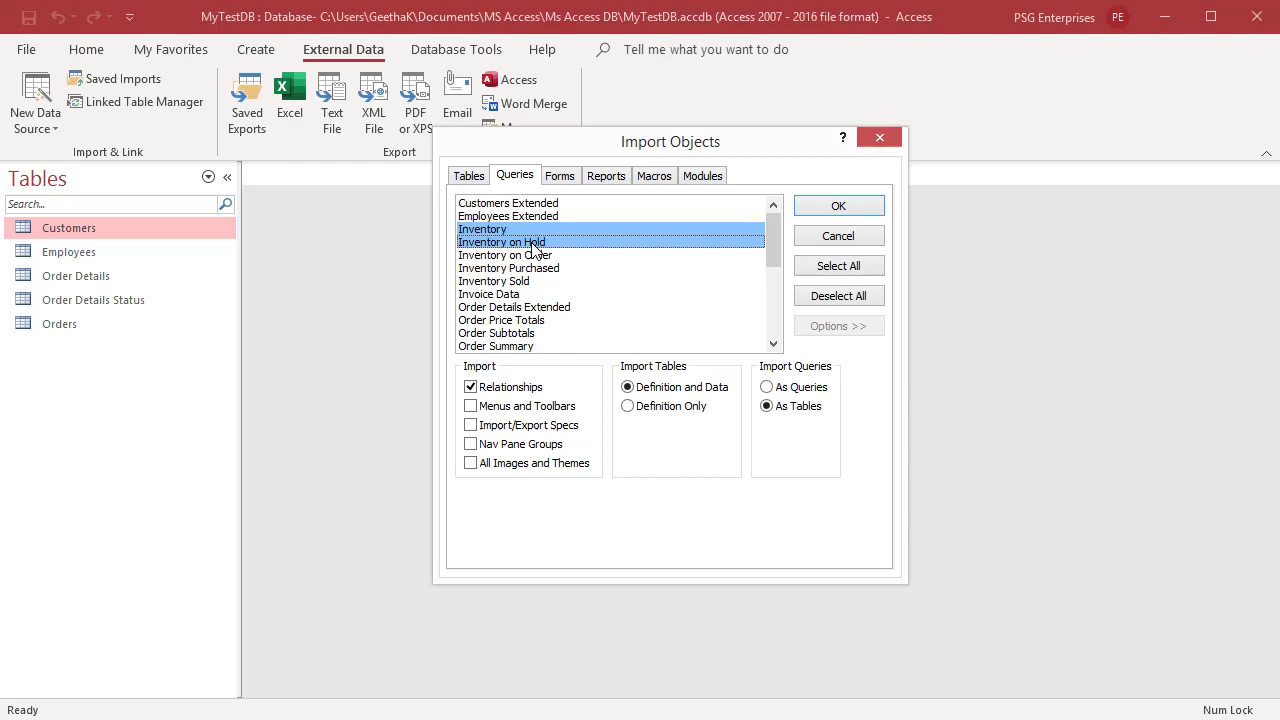 MyTestDB : Database- C:\Users\GeethaK\Documents\MS Access\Ms Access DB\MyTestDB.accdb (Access 2007 - 2016 file format) - Access
PSG Enterprises
PE
File
Home
My Favorites
Create
External Data
Database Tools
Help
Tell me what you want to do
New Data
Source
Saved Imports
Linked Table Manager
Import & Link
Saved
Exports
Excel
Text
File
XML
File
PDF
or XPS
Email
Access
Word Merge
Export
Tables
Search...
Customers
Employees
Order Details
Order Details Status
Orders
Import Objects
?
Tables
Queries
Forms
Reports
Macros
Modules
Customers Extended
Employees Extended
Inventory
Inventory on Hold
Inventory on Order
Inventory Purchased
Inventory Sold
Invoice Data
Order Details Extended
Order Price Totals
Order Subtotals
Order Summary
OK
Cancel
Select All
Deselect All
Options >>
Import
Relationships
Menus and Toolbars
Import/Export Specs
Nav Pane Groups
All Images and Themes
Import Tables
Definition and Data
Definition Only
Import Queries
As Queries
As Tables
Ready
Num Lock